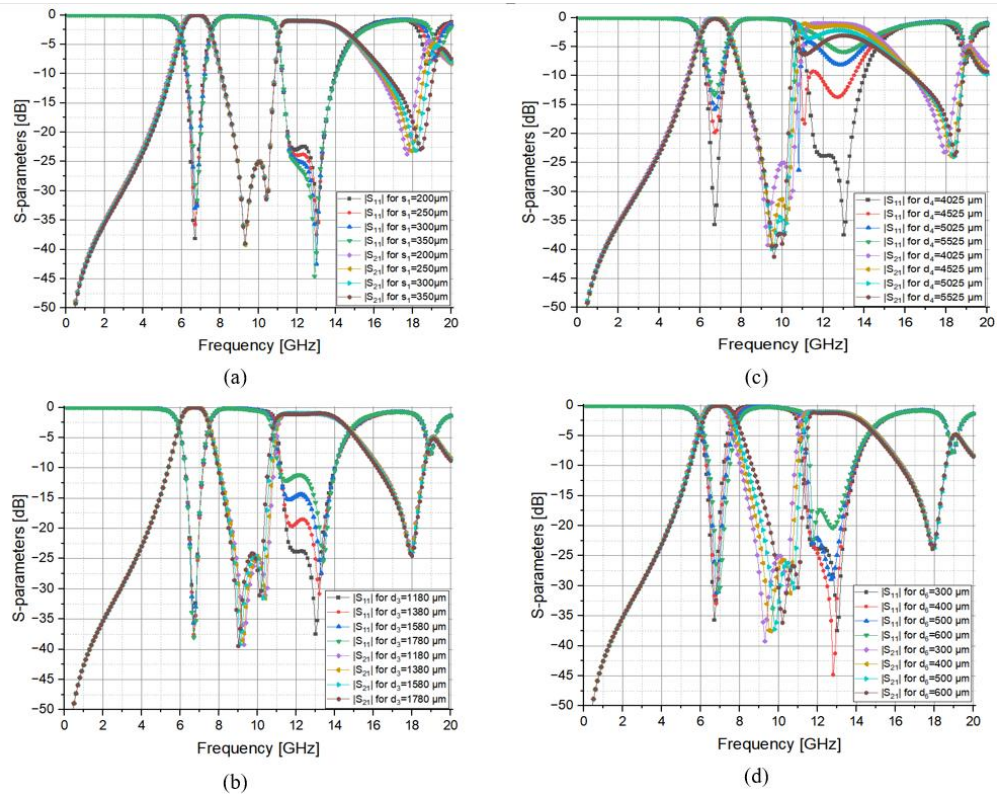 S-parameters [dB]
0
−5
−10
−15
−20
−25
−30
−35
−40
−45
−50
|S11| for s1=200μm
|S11| for s1=250μm
|S11| for s1=300μm
|S11| for s1=350μm
|S21| for s1=200μm
|S21| for s1=250μm
|S21| for s1=300μm
|S21| for s1=350μm
0 2 4 6 8 10 12 14 16 18 20
Frequency [GHz]
(a)
S-parameters [dB]
0
−5
−10
−15
−20
−25
−30
−35
−40
−45
−50
|S11| for d3=1180 μm
|S11| for d3=1380 μm
|S11| for d3=1580 μm
|S11| for d3=1780 μm
|S21| for d3=1180 μm
|S21| for d3=1380 μm
|S21| for d3=1580 μm
|S21| for d3=1780 μm
0 2 4 6 8 10 12 14 16 18 20
Frequency [GHz]
(b)
c
S-parameters [dB]
0
−5
−10
−15
−20
−25
−30
−35
−40
−45
−50
|S11| for d4=4025 μm
|S11| for d4=4525 μm
|S11| for d4=5025 μm
|S11| for d4=5525 μm
|S21| for d4=4025 μm
|S21| for d4=4525 μm
|S21| for d4=5025 μm
|S21| for d4=5525 μm
0 2 4 6 8 10 12 14 16 18 20
Frequency [GHz]
(c)
S-parameters [dB]
0
−5
−10
−15
−20
−25
−30
−35
−40
−45
−50
|S11| for d6=300 μm
|S11| for d6=400 μm
|S11| for d6=500 μm
|S11| for d6=600 μm
|S21| for d6=300 μm
|S21| for d6=400 μm
|S21| for d6=500 μm
|S21| for d6=600 μm
0 2 4 6 8 10 12 14 16 18 20
Frequency [GHz]
(d)